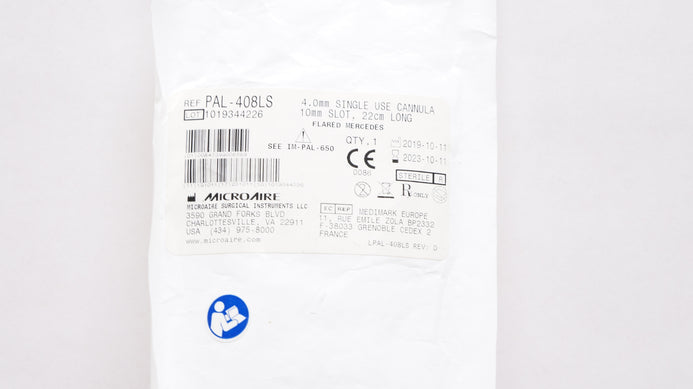 REF PAL-408LS
LOT 1019344226
4.0mm SINGLE USE CANNULA
10mm SLOT, 22cm LONG
FLARED MERCEDES
SEE IM-PAL-650
QTY.1
2019-10-11
2023-10-11
CE
0086
STERILE R
R ONLY
MICROAIRE
MICROAIRE SURGICAL INSTRUMENTS LLC
3590 GRAND FORKS BLVD
CHARLOTTESVILLE, VA 22911
USA (434) 975-8000
www.microaire.com
EC REP MEDIMARK EUROPE
11, RUE EMILE ZOLA BP2332
F-38033 GRENOBLE CEDEX 2
FRANCE
LPAL-408LS REV: D